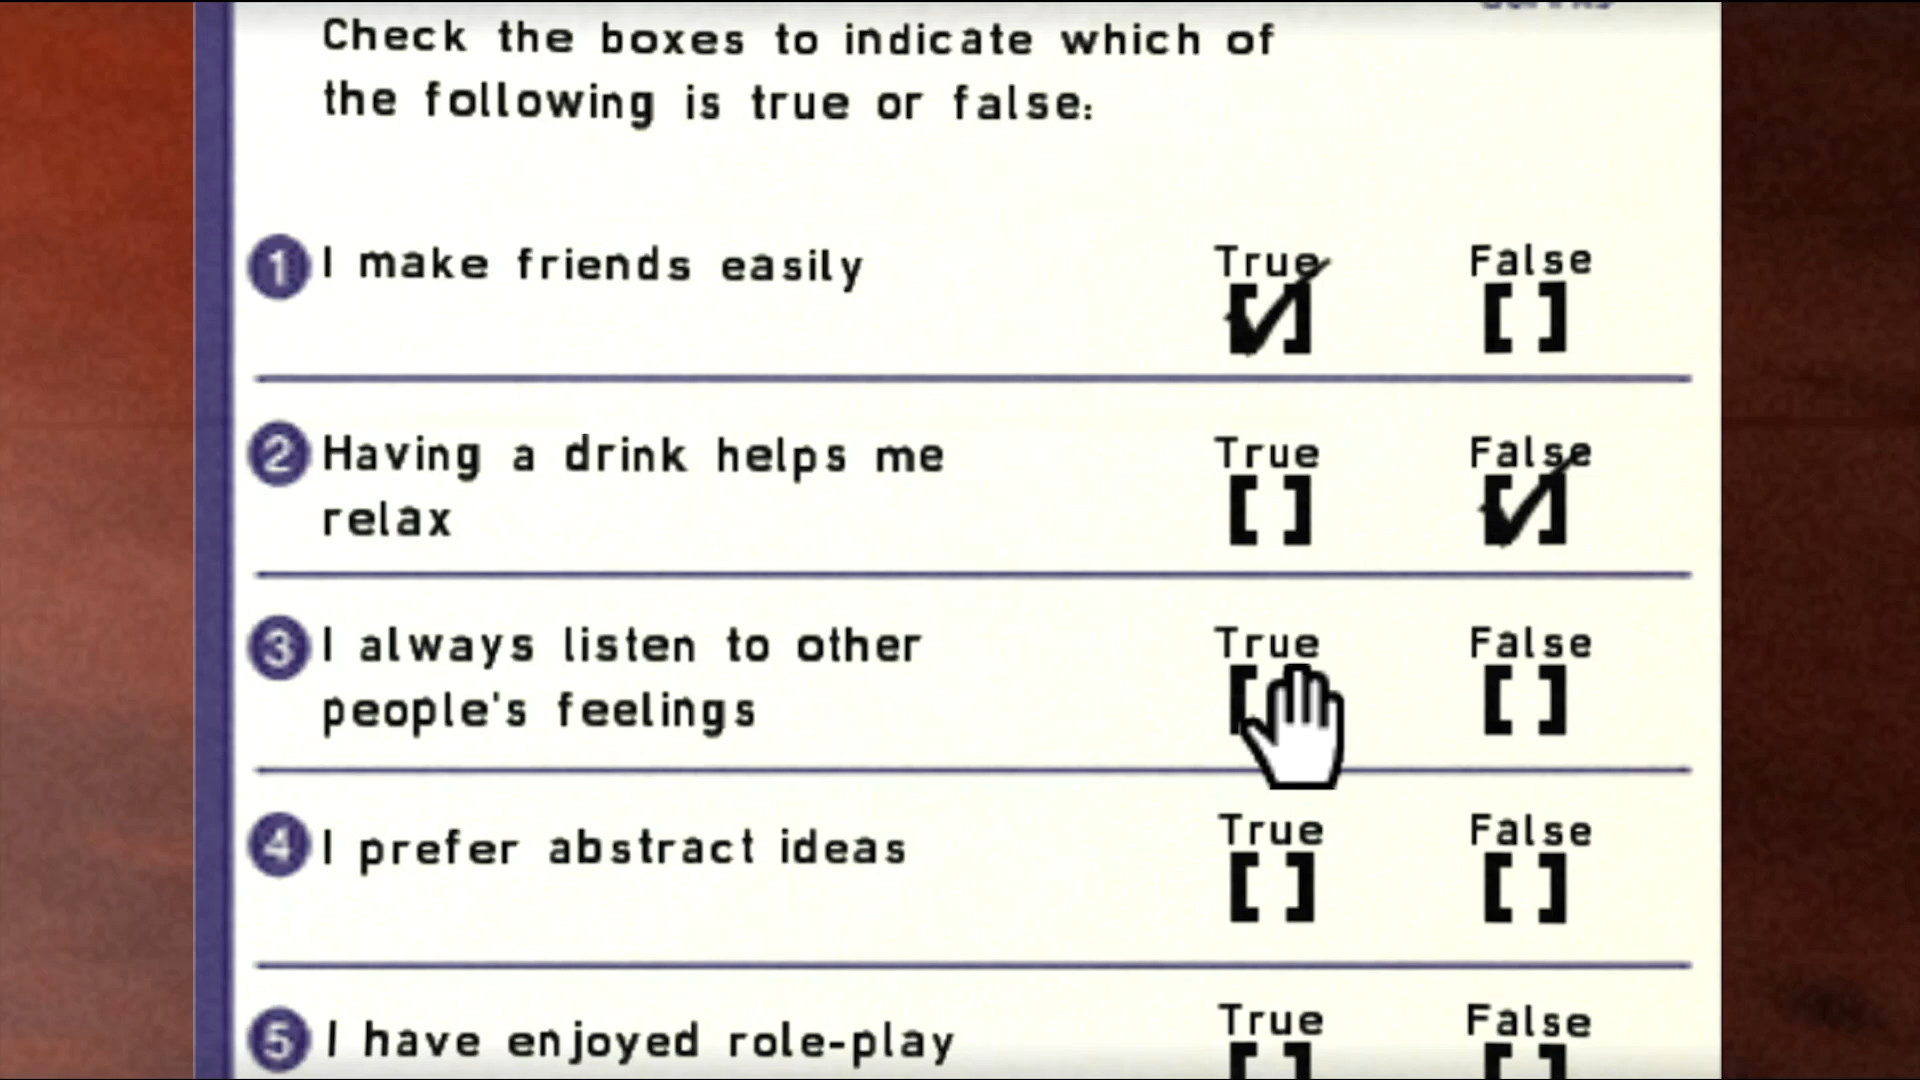 Check the boxes to indicate which of
the following is true or false:
1 I make friends easily
True False
[✓] [ ]
2 Having a drink helps me
relax
True False
[ ] [✓]
3 I always listen to other
people's feelings
True False
[ ] [ ]
4 I prefer abstract ideas
True False
[ ] [ ]
5 I have enjoyed role-play
True False
[ ] [ ]